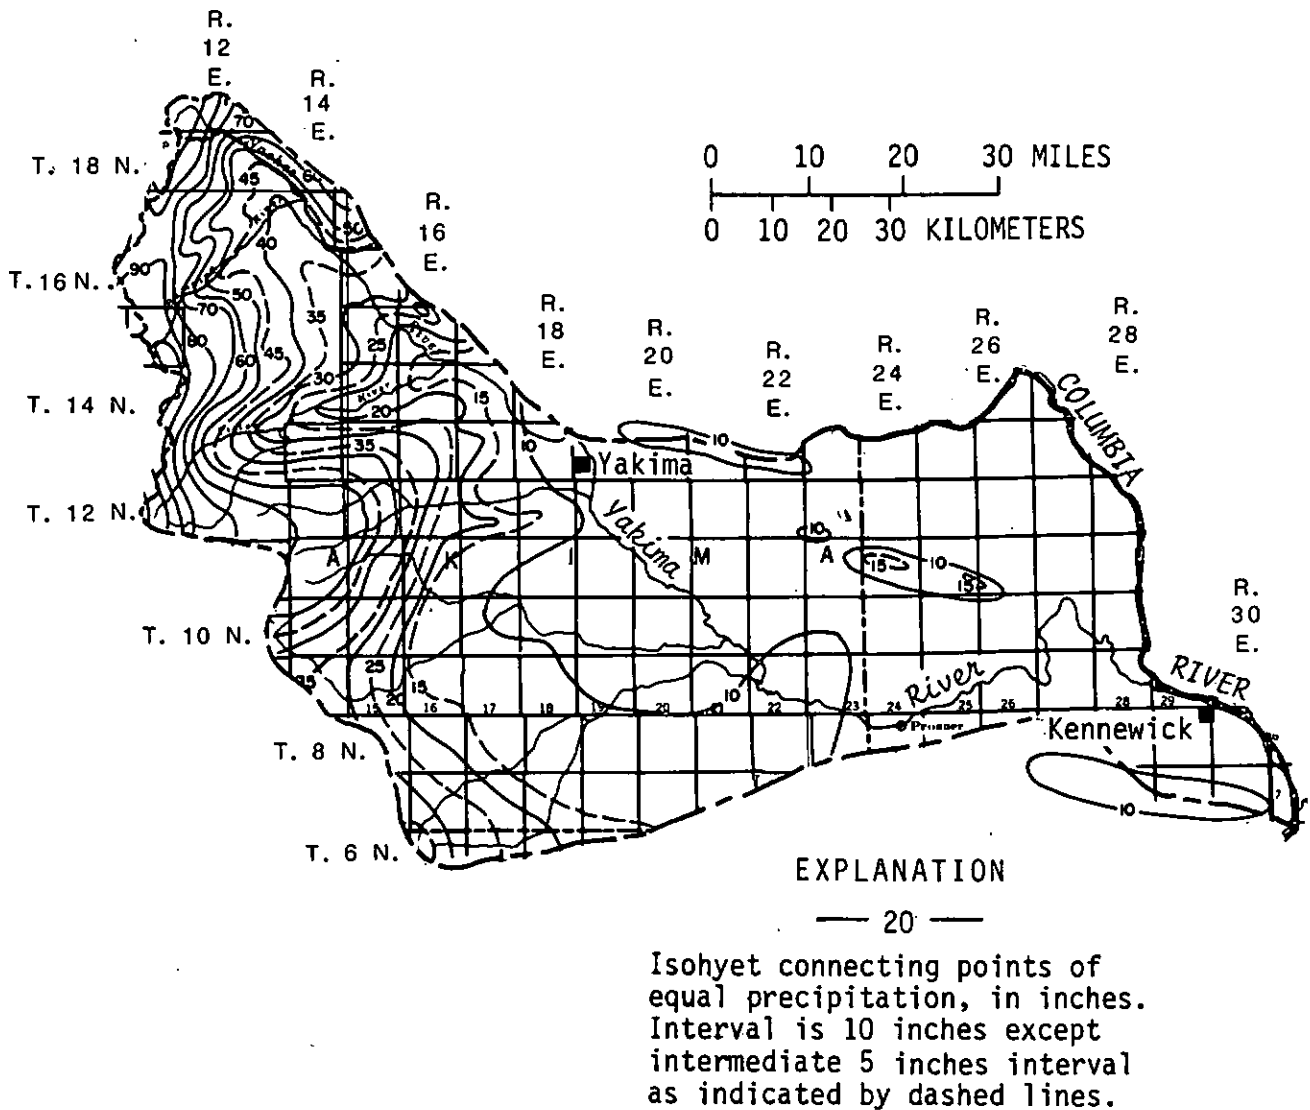 R.
12
E.
R.
14
E.
T. 18 N.
R.
16
E.
T. 16 N.
R.
18
E.
R.
20
E.
R.
22
E.
R.
24
E.
R.
26
E.
R.
28
E.
R.
30
E.
T. 14 N.
T. 12 N.
T. 10 N.
T. 8 N.
T. 6 N.
0 10 20 30 MILES
0 10 20 30 KILOMETERS
70
45
40
50
90
50
35
70
80
60
45
25
30
River
River
20
15
35
10
10
Yakima
Yakima
River
COLUMBIA
RIVER
A K I M A
10
10
15
15
25
35
20
15
10
15 16 17 18 19 20 21 22 23 24 25 26 28 29
Prosser
Kennewick
10
EXPLANATION
— 20 —
Isohyet connecting points of
equal precipitation, in inches.
Interval is 10 inches except
intermediate 5 inches interval
as indicated by dashed lines.